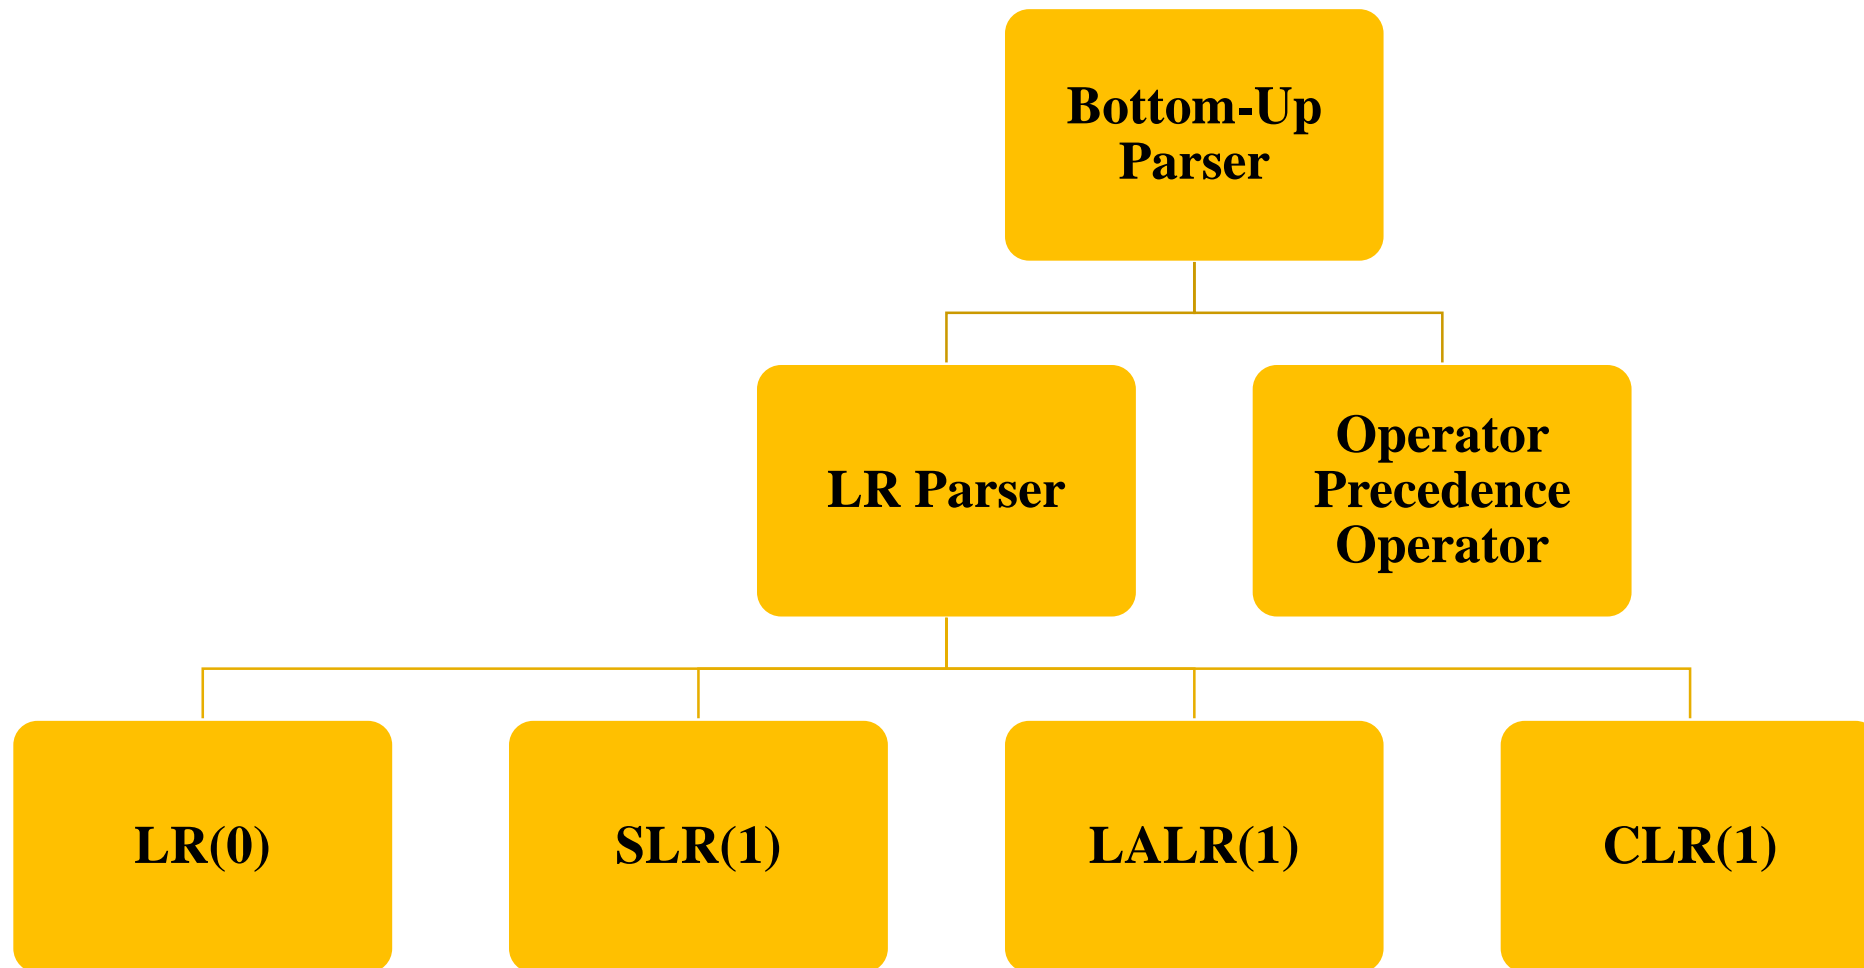 Bottom-Up
Parser
LR Parser
Operator
Precedence
Operator
LR(0)
SLR(1)
LALR(1)
CLR(1)